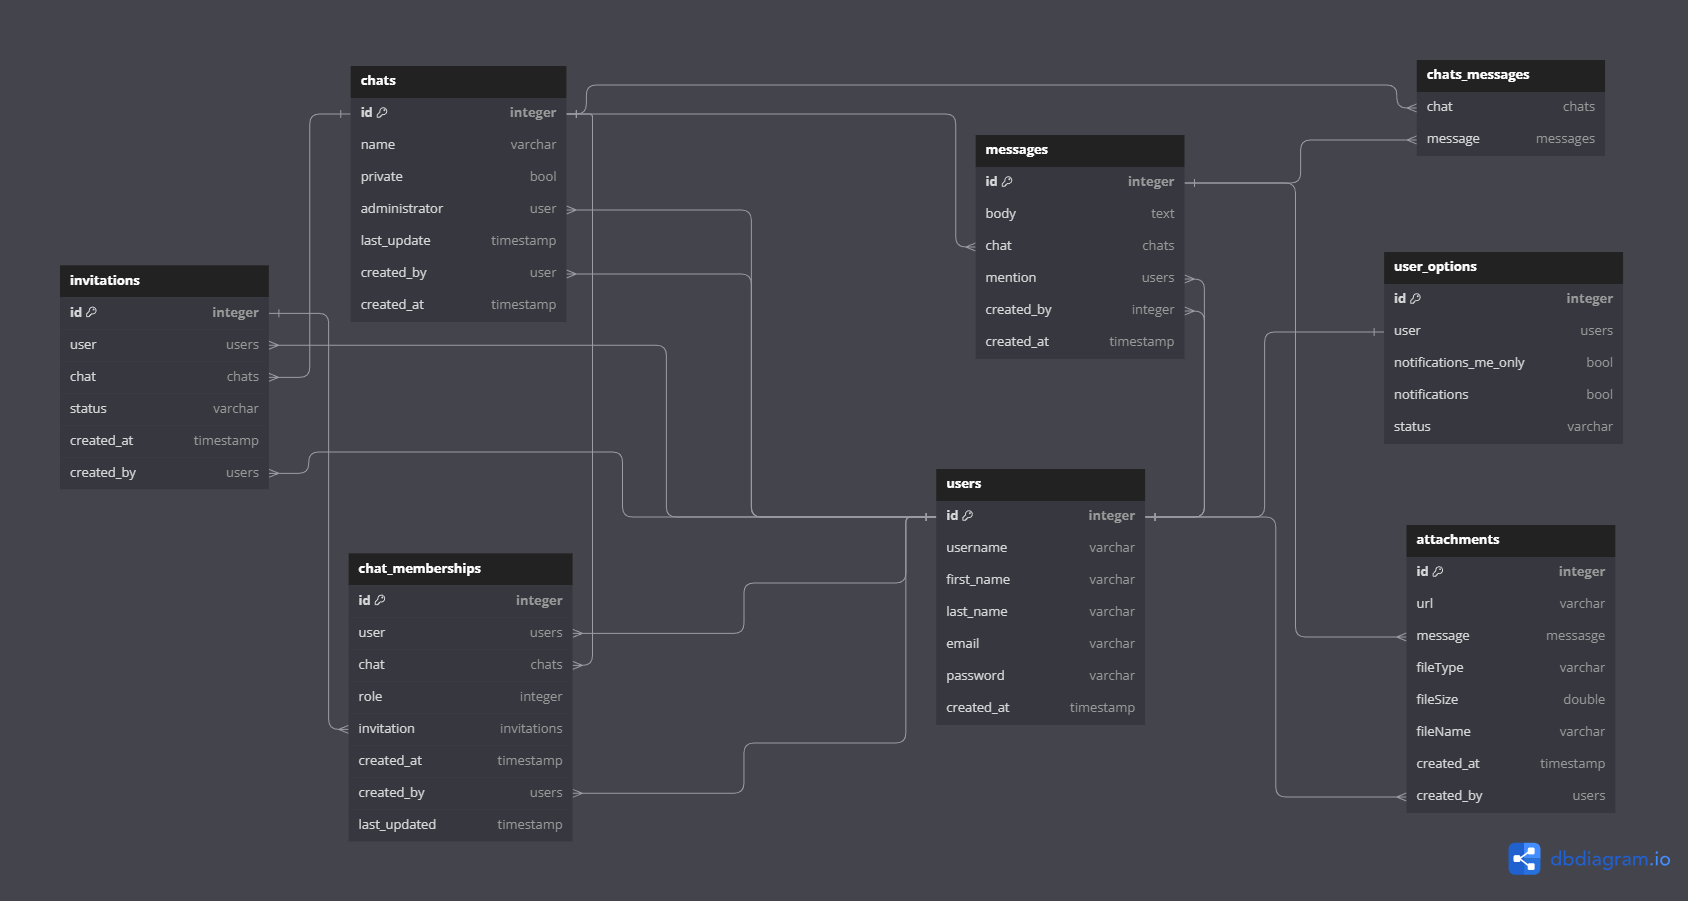 chats
id integer
name varchar
private bool
administrator user
last_update timestamp
created_by user
created_at timestamp
chats_messages
chat chats
message messages
messages
id integer
body text
chat chats
mention users
created_by integer
created_at timestamp
invitations
id integer
user users
chat chats
status varchar
created_at timestamp
created_by users
user_options
id integer
user users
notifications_me_only bool
notifications bool
status varchar
users
id integer
username varchar
first_name varchar
last_name varchar
email varchar
password varchar
created_at timestamp
chat_memberships
id integer
user users
chat chats
role integer
invitation invitations
created_at timestamp
created_by users
last_updated timestamp
attachments
id integer
url varchar
message messasge
fileType varchar
fileSize double
fileName varchar
created_at timestamp
created_by users
dbdiagram.io